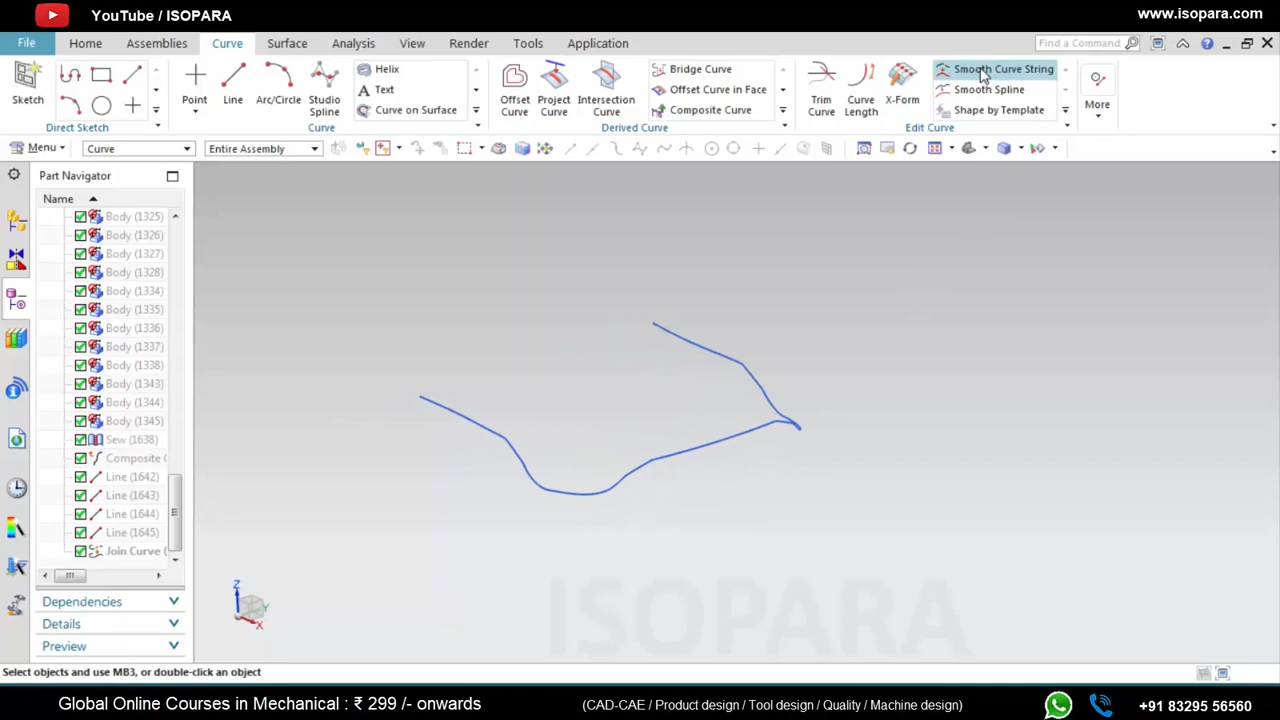 YouTube / ISOPARA
www.isopara.com
File
Home
Assemblies
Curve
Surface
Analysis
View
Render
Tools
Application
Find a Command
Sketch
Direct Sketch
Point
Line
Arc/Circle
Studio Spline
Helix
Text
Curve on Surface
Curve
Offset Curve
Project Curve
Intersection Curve
Bridge Curve
Offset Curve in Face
Composite Curve
Derived Curve
Trim Curve
Curve Length
X-Form
Smooth Curve String
Smooth Spline
Shape by Template
Edit Curve
More
Menu
Curve
Entire Assembly
Part Navigator
Name
Body (1325)
Body (1326)
Body (1327)
Body (1328)
Body (1334)
Body (1335)
Body (1336)
Body (1337)
Body (1338)
Body (1343)
Body (1344)
Body (1345)
Sew (1638)
Composite C
Line (1642)
Line (1643)
Line (1644)
Line (1645)
Join Curve (
Dependencies
Details
Preview
Z
Y
X
ISOPARA
Select objects and use MB3, or double-click an object
Global Online Courses in Mechanical : ₹ 299 /- onwards
(CAD-CAE / Product design / Tool design / Quality / Machine design)
+91 83295 56560